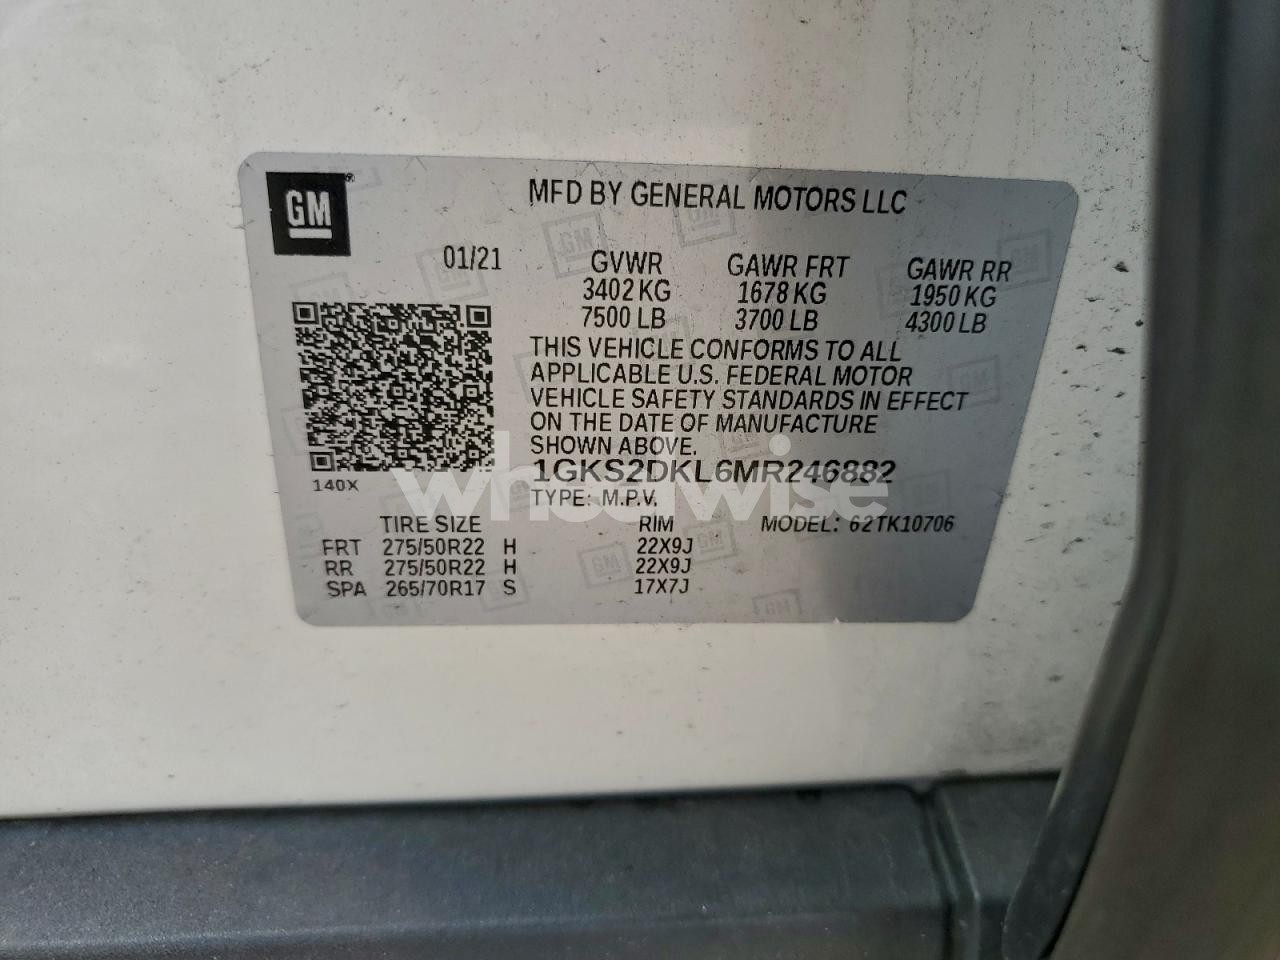 GM
MFD BY GENERAL MOTORS LLC
01/21
GVWR GAWR FRT GAWR RR
3402 KG 1678 KG 1950 KG
7500 LB 3700 LB 4300 LB
THIS VEHICLE CONFORMS TO ALL
APPLICABLE U.S. FEDERAL MOTOR
VEHICLE SAFETY STANDARDS IN EFFECT
ON THE DATE OF MANUFACTURE
SHOWN ABOVE.
140X
1GKS2DKL6MR246882
wheelwise
TYPE: M.P.V.
TIRE SIZE RIM MODEL: 62TK10706
FRT 275/50R22 H 22X9J
RR 275/50R22 H 22X9J
SPA 265/70R17 S 17X7J